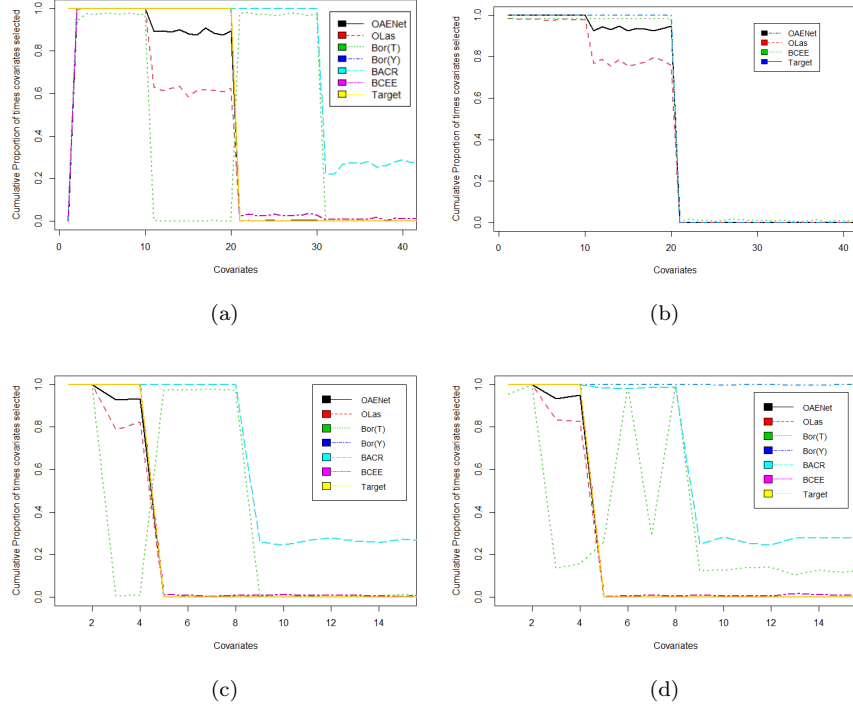 Cumulative Proportion of times covariates selected
0.0 0.2 0.4 0.6 0.8 1.0
OAENet
OLas
Bor(T)
Bor(Y)
BACR
BCEE
Target
0 10 20 30 40
Covariates
(a)
Cumulative Proportion of times covariates selected
0.0 0.2 0.4 0.6 0.8 1.0
OAENet
OLas
BCEE
Target
0 10 20 30 40
Covariates
(b)
Cumulative Proportion of times covariates selected
0.0 0.2 0.4 0.6 0.8 1.0
OAENet
OLas
Bor(T)
Bor(Y)
BACR
BCEE
Target
2 4 6 8 10 12 14
Covariates
(c)
Cumulative Proportion of times covariates selected
0.0 0.2 0.4 0.6 0.8 1.0
OAENet
OLas
Bor(T)
Bor(Y)
BACR
BCEE
Target
2 4 6 8 10 12 14
Covariates
(d)